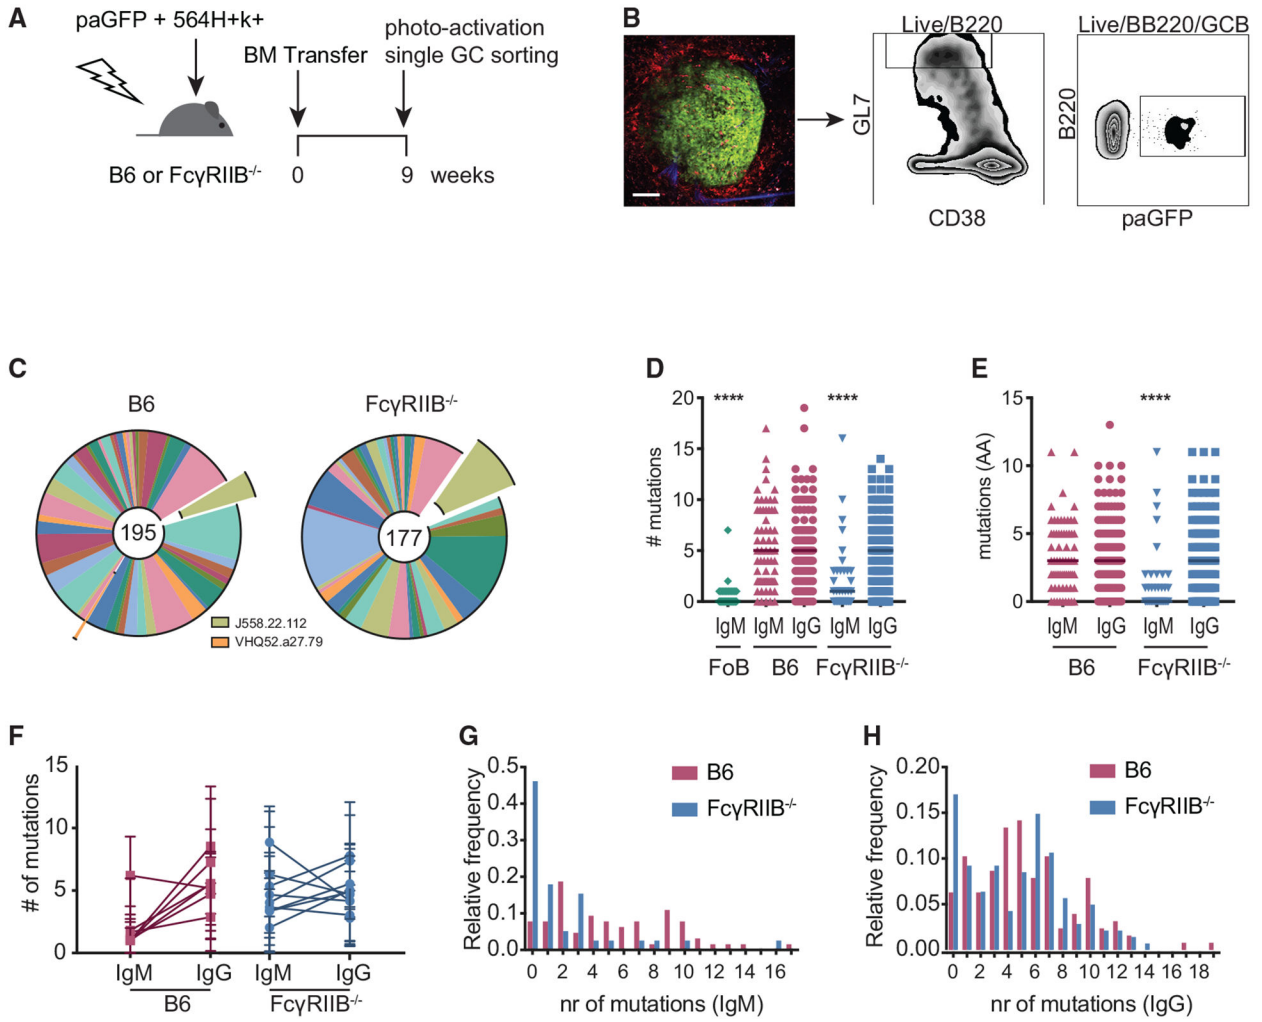 A
paGFP + 564H+k+
BM Transfer
photo-activation
single GC sorting
B6 or FcγRIIB-/-
0
9
weeks
B
Live/B220
GL7
CD38
Live/BB220/GCB
B220
paGFP
C
B6
195
FcγRIIB-/-
177
J558.22.112
VHQ52.a27.79
D
# mutations
20
15
10
5
0
****
****
IgM
IgM
IgG
IgM
IgG
FoB
B6
FcγRIIB-/-
E
mutations (AA)
15
10
5
0
****
IgM
IgG
IgM
IgG
B6
FcγRIIB-/-
F
# of mutations
15
10
5
0
IgM
IgG
IgM
IgG
B6
FcγRIIB-/-
G
Relative frequency
0.5
0.4
0.3
0.2
0.1
0.0
B6
FcγRIIB-/-
0 2 4 6 8 10 12 14 16
nr of mutations (IgM)
H
Relative frequency
0.20
0.15
0.10
0.05
0.00
B6
FcγRIIB-/-
0 2 4 6 8 10 12 14 16 18
nr of mutations (IgG)